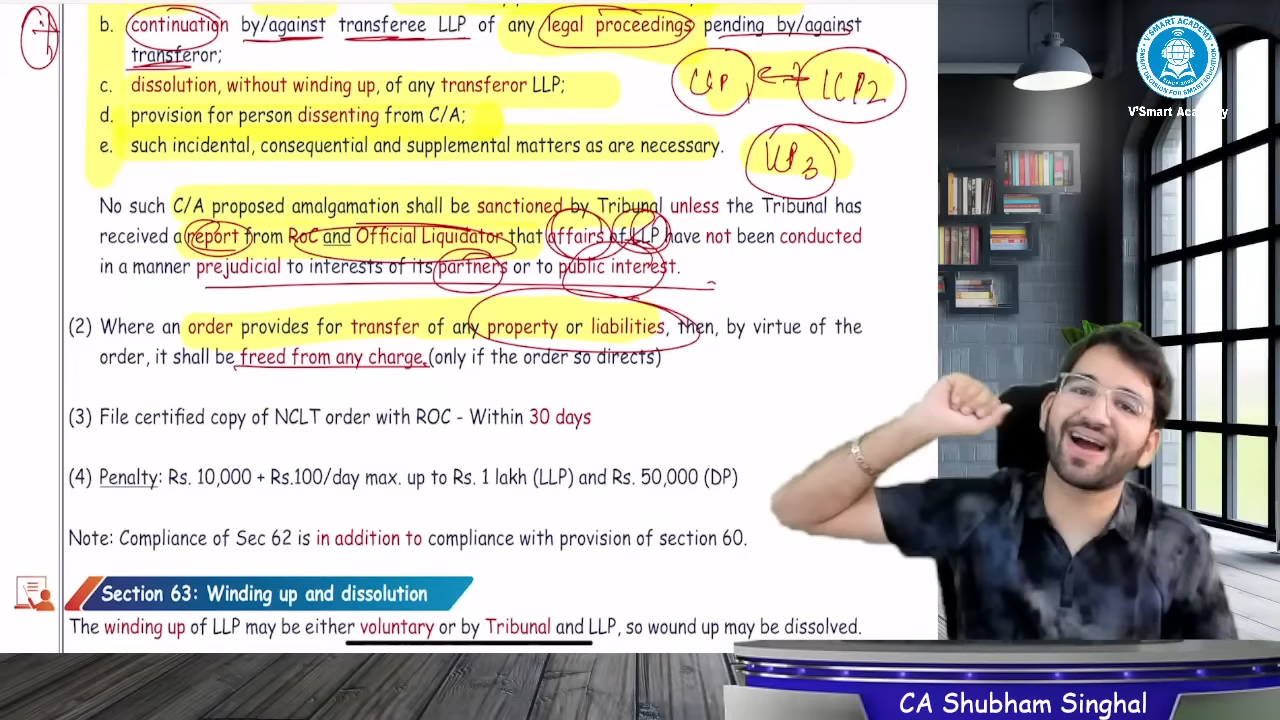 b. continuation by/against transferee LLP of any legal proceedings pending by/against
transferor;
c. dissolution, without winding up, of any transferor LLP;
d. provision for person dissenting from C/A;
e. such incidental, consequential and supplemental matters as are necessary.
LLP2
LLP3
No such C/A proposed amalgamation shall be sanctioned by Tribunal unless the Tribunal has
received a report from RoC and Official Liquidator that affairs of LLP have not been conducted
in a manner prejudicial to interests of its partners or to public interest.
(2) Where an order provides for transfer of any property or liabilities, then, by virtue of the
order, it shall be freed from any charge. (only if the order so directs)
(3) File certified copy of NCLT order with ROC - Within 30 days
(4) Penalty: Rs. 10,000 + Rs.100/day max. up to Rs. 1 lakh (LLP) and Rs. 50,000 (DP)
Note: Compliance of Sec 62 is in addition to compliance with provision of section 60.
Section 63: Winding up and dissolution
The winding up of LLP may be either voluntary or by Tribunal and LLP, so wound up may be dissolved.
V'SMART ACADEMY
SMART DECISION FOR SMART EDUCATION
V'Smart Academy
CA Shubham Singhal